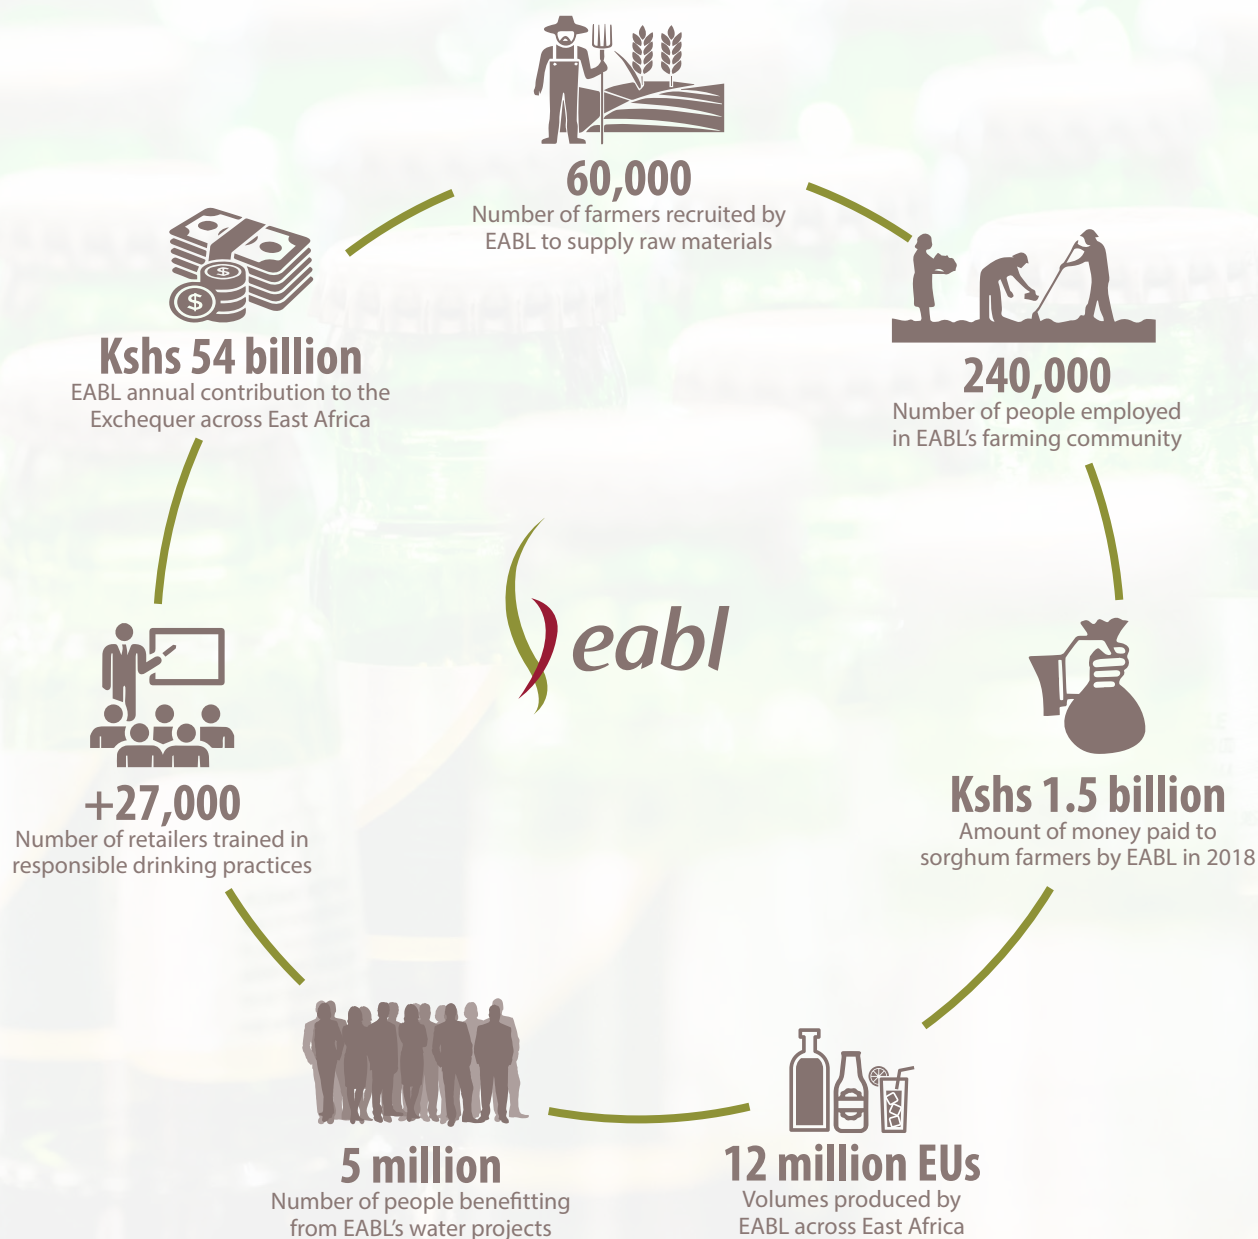 60,000
Number of farmers recruited by
EABL to supply raw materials
Kshs 54 billion
EABL annual contribution to the
Exchequer across East Africa
240,000
Number of people employed
in EABL's farming community
eabl
+27,000
Number of retailers trained in
responsible drinking practices
Kshs 1.5 billion
Amount of money paid to
sorghum farmers by EABL in 2018
5 million
Number of people benefitting
from EABL's water projects
12 million EUs
Volumes produced by
EABL across East Africa